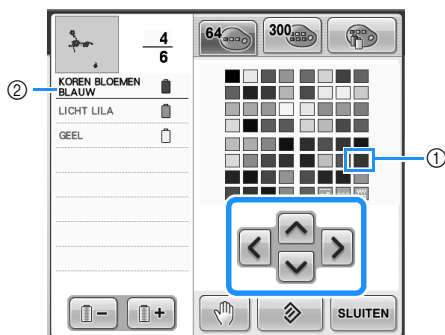 4
6
64
300
② KOREN BLOEMEN
BLAUW
LICHT LILA
GEEL
①
SLUITEN